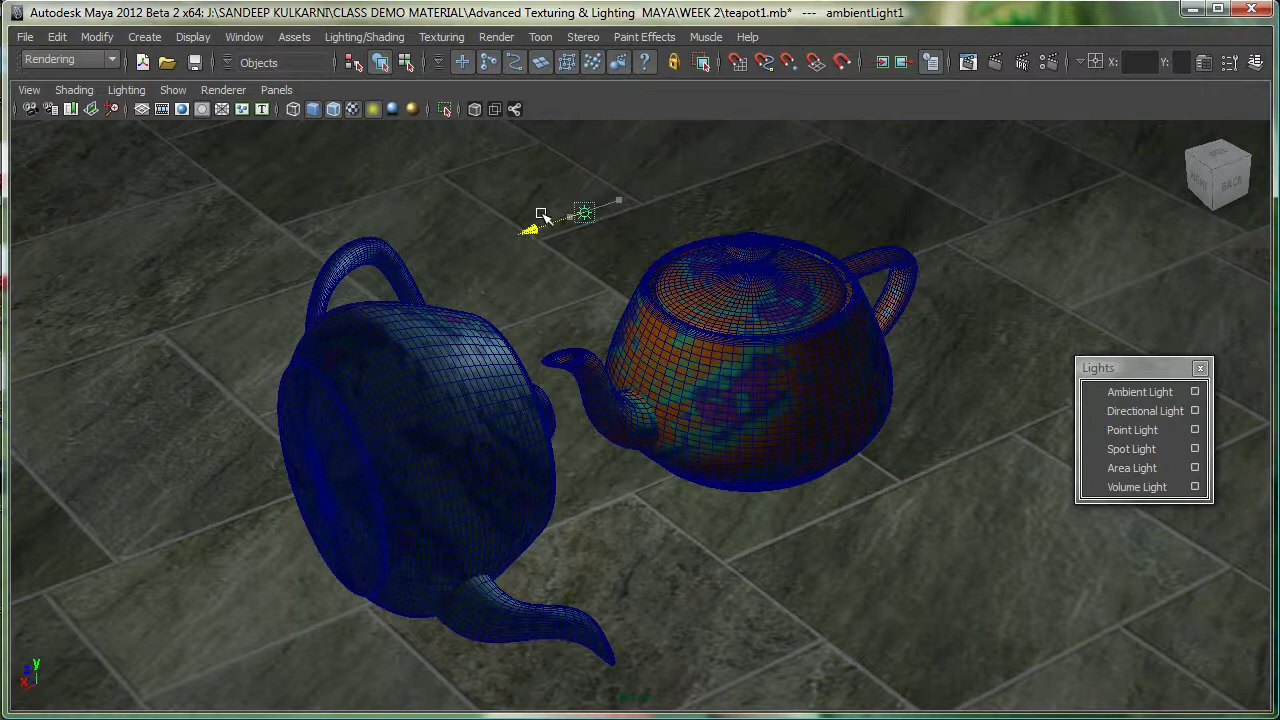 Autodesk Maya 2012 Beta 2 x64: J:\SANDEEP KULKARNI\CLASS DEMO MATERIAL\Advanced Texturing & Lighting  MAYA\WEEK 2\teapot1.mb*   ---   ambientLight1
File Edit Modify Create Display Window Assets Lighting/Shading Texturing Render Toon Stereo Paint Effects Muscle Help
Rendering Objects X: Y:
View Shading Lighting Show Renderer Panels
T
BACK
Lights x
Ambient Light
Directional Light
Point Light
Spot Light
Area Light
Volume Light
y
x